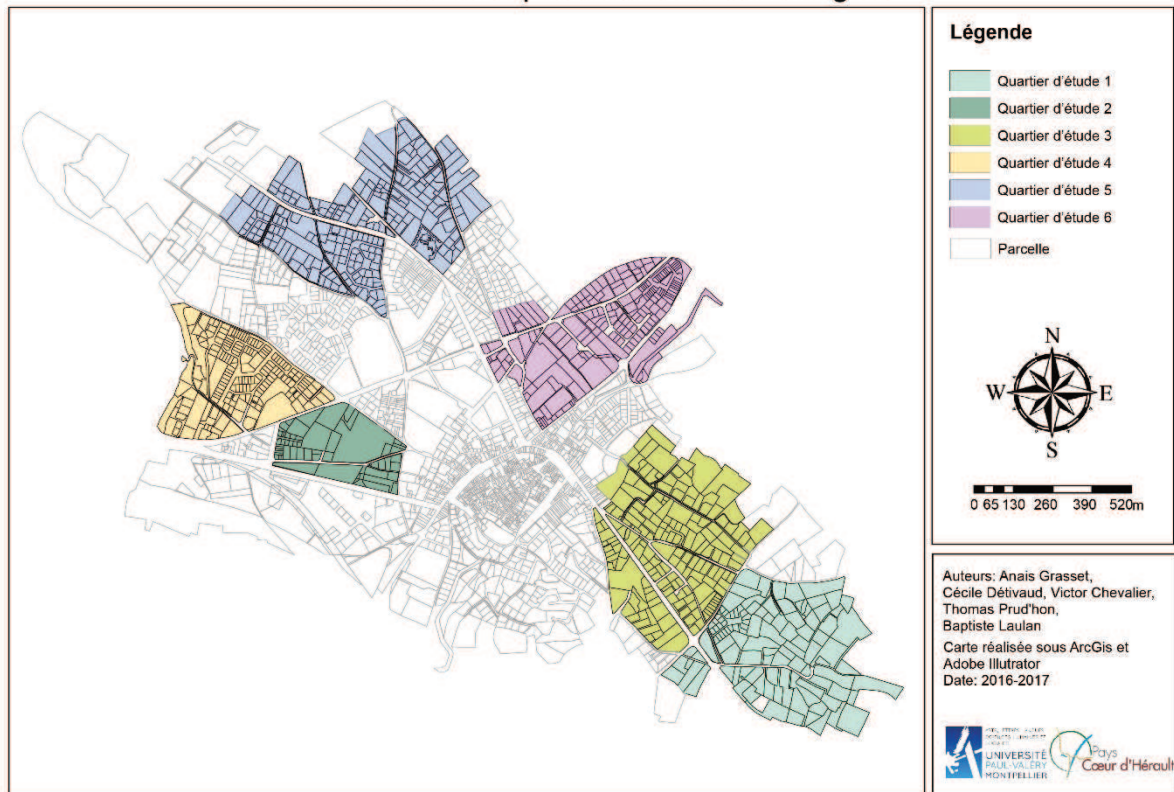 Légende
Quartier d'étude 1
Quartier d'étude 2
Quartier d'étude 3
Quartier d'étude 4
Quartier d'étude 5
Quartier d'étude 6
Parcelle
N
W E
S
0 65 130 260 390 520m
Auteurs: Anais Grasset,
Cécile Détivaud, Victor Chevalier,
Thomas Prud'hon,
Baptiste Laulan
Carte réalisée sous ArcGis et
Adobe Illutrator
Date: 2016-2017
UNIVERSITÉ
PAUL-VALÉRY
MONTPELLIER
Pays
Cœur d'Hérault